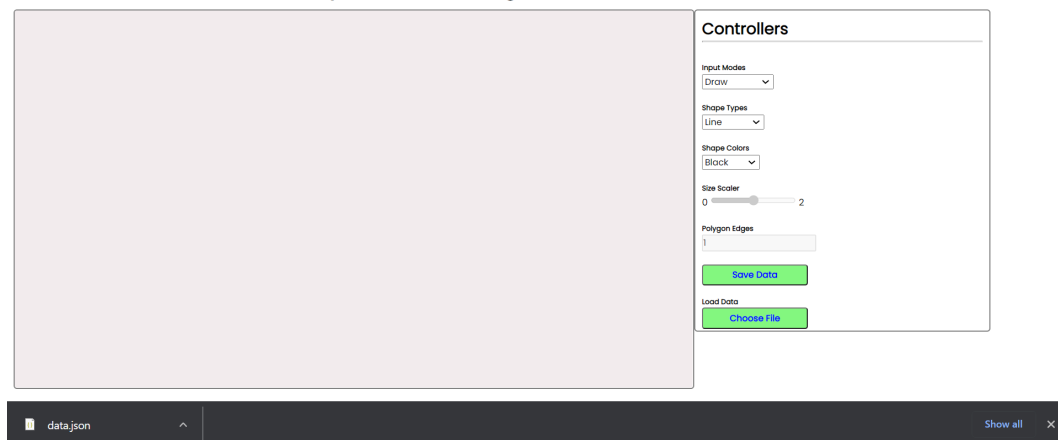 Controllers
Input Modes
Draw
Shape Types
Line
Shape Colors
Black
Size Scaler
0 2
Polygon Edges
1
Save Data
Load Data
Choose File
data.json
Show all